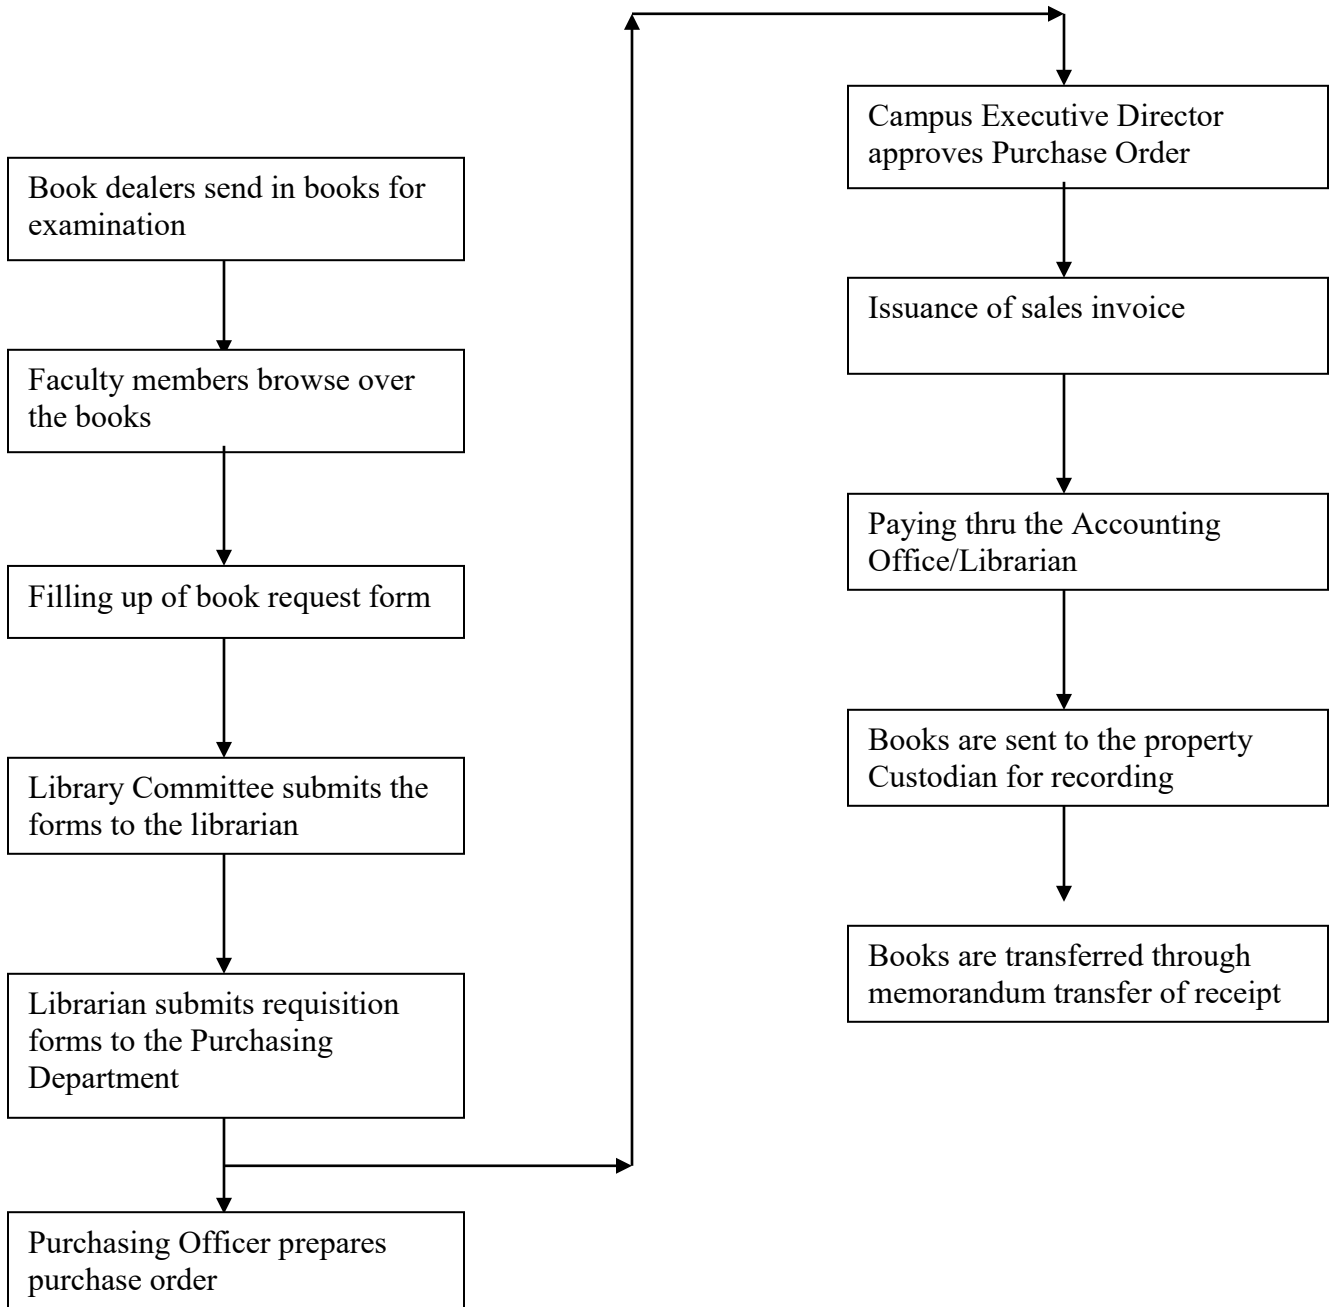 Book dealers send in books for
examination
Faculty members browse over
the books
Filling up of book request form
Library Committee submits the
forms to the librarian
Librarian submits requisition
forms to the Purchasing
Department
Purchasing Officer prepares
purchase order
Campus Executive Director
approves Purchase Order
Issuance of sales invoice
Paying thru the Accounting
Office/Librarian
Books are sent to the property
Custodian for recording
Books are transferred through
memorandum transfer of receipt